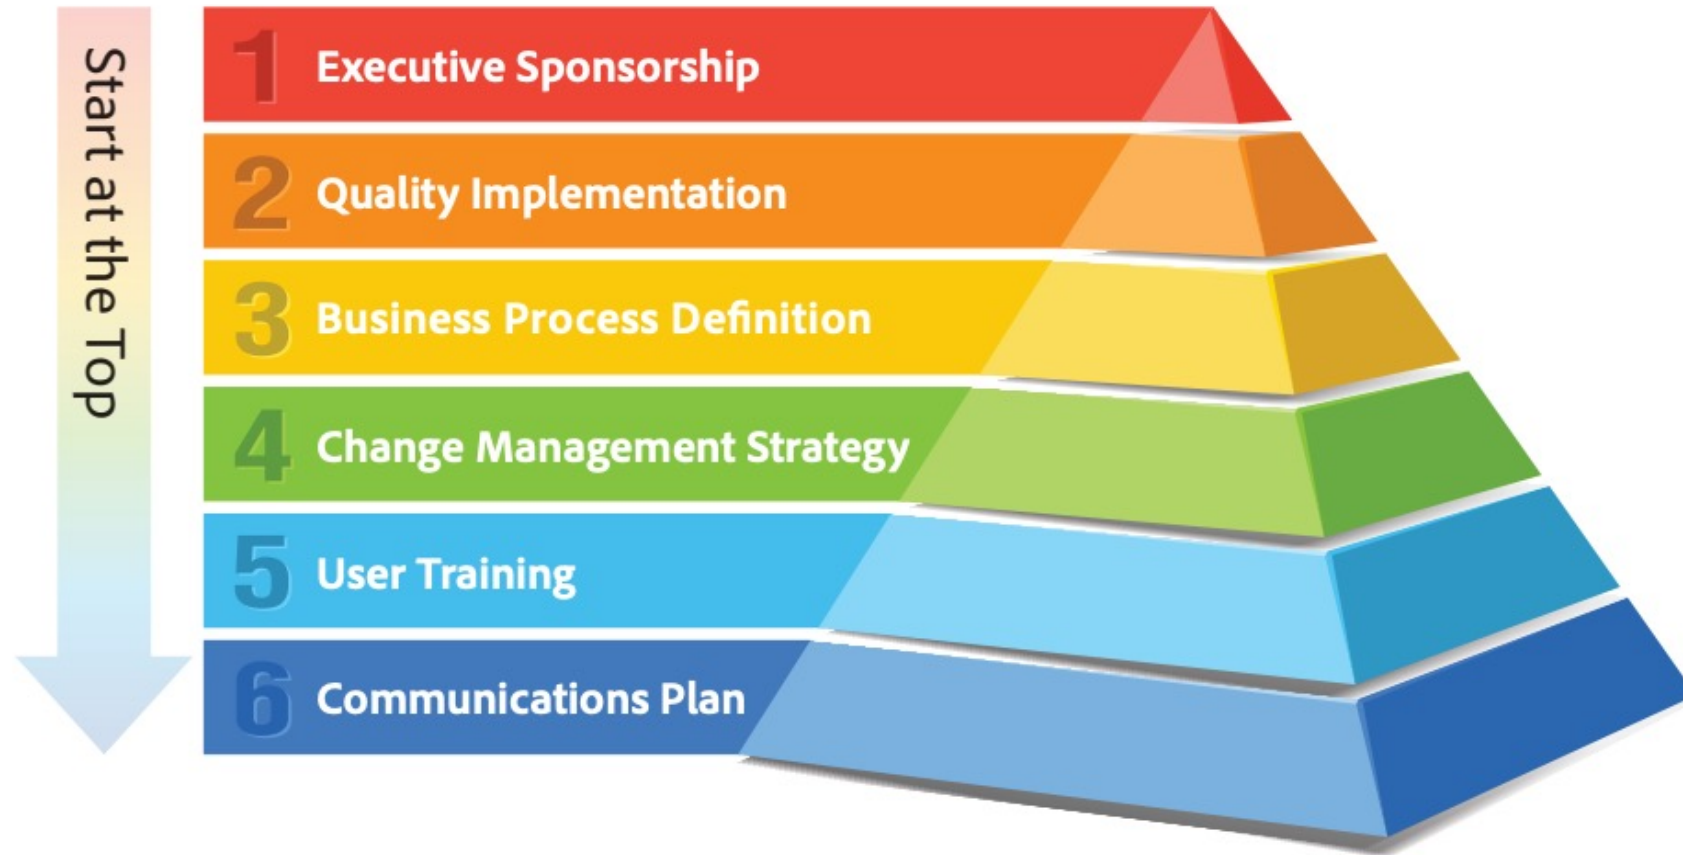 Start at the Top
1 Executive Sponsorship
2 Quality Implementation
3 Business Process Definition
4 Change Management Strategy
5 User Training
6 Communications Plan